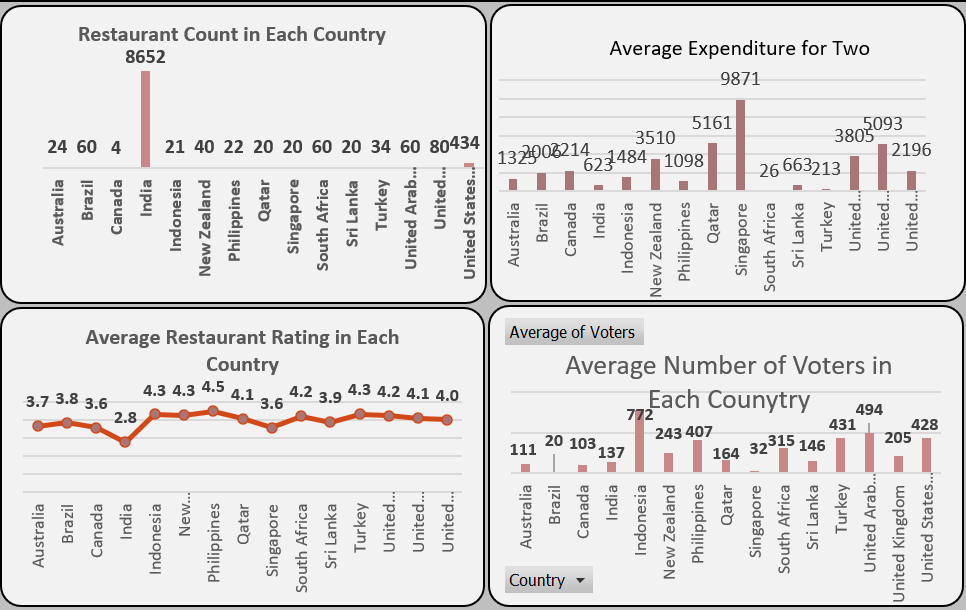 Restaurant Count in Each Country
8652
24 60 4 21 40 22 20 20 60 20 34 60 80 434
Australia
Brazil
Canada
India
Indonesia
New Zealand
Philippines
Qatar
Singapore
South Africa
Sri Lanka
Turkey
United Arab...
United...
United States...
Average Expenditure for Two
9871
1325 2006 2214 623 1484 3510 1098 5161 26 663 213 3805 5093 2196
Australia
Brazil
Canada
India
Indonesia
New Zealand
Philippines
Qatar
Singapore
South Africa
Sri Lanka
Turkey
United...
United...
United...
Average Restaurant Rating in Each
Country
3.7 3.8 3.6 2.8 4.3 4.3 4.5 4.1 3.6 4.2 3.9 4.3 4.2 4.1 4.0
Australia
Brazil
Canada
India
Indonesia
New...
Philippines
Qatar
Singapore
South Africa
Sri Lanka
Turkey
United...
United...
United...
Average of Voters
Average Number of Voters in
Each Counytry
111 20 103 137 772 243 407 164 32 315 146 431 494 205 428
Australia
Brazil
Canada
India
Indonesia
New Zealand
Philippines
Qatar
Singapore
South Africa
Sri Lanka
Turkey
United Arab...
United Kingdom
United States...
Country